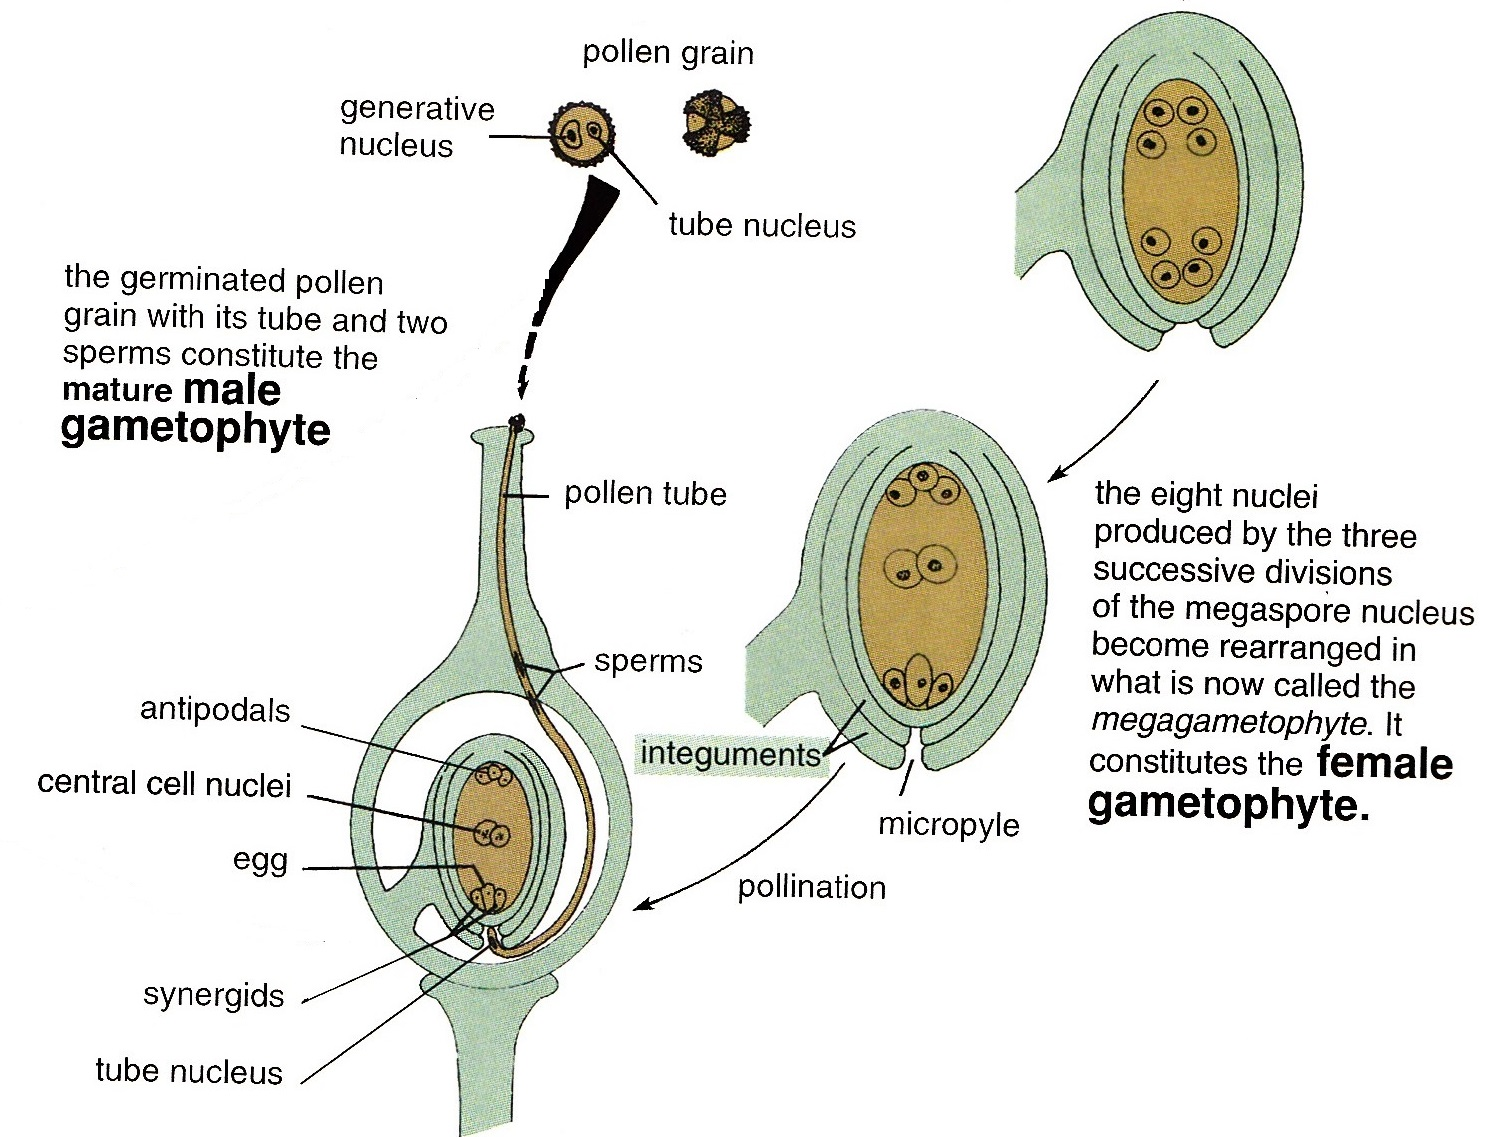 pollen grain
generative
nucleus
tube nucleus
the germinated pollen
grain with its tube and two
sperms constitute the
mature male
gametophyte
pollen tube
sperms
antipodals
central cell nuclei
egg
synergids
tube nucleus
integuments
micropyle
pollination
the eight nuclei
produced by the three
successive divisions
of the megaspore nucleus
become rearranged in
what is now called the
megagametophyte. It
constitutes the female
gametophyte.